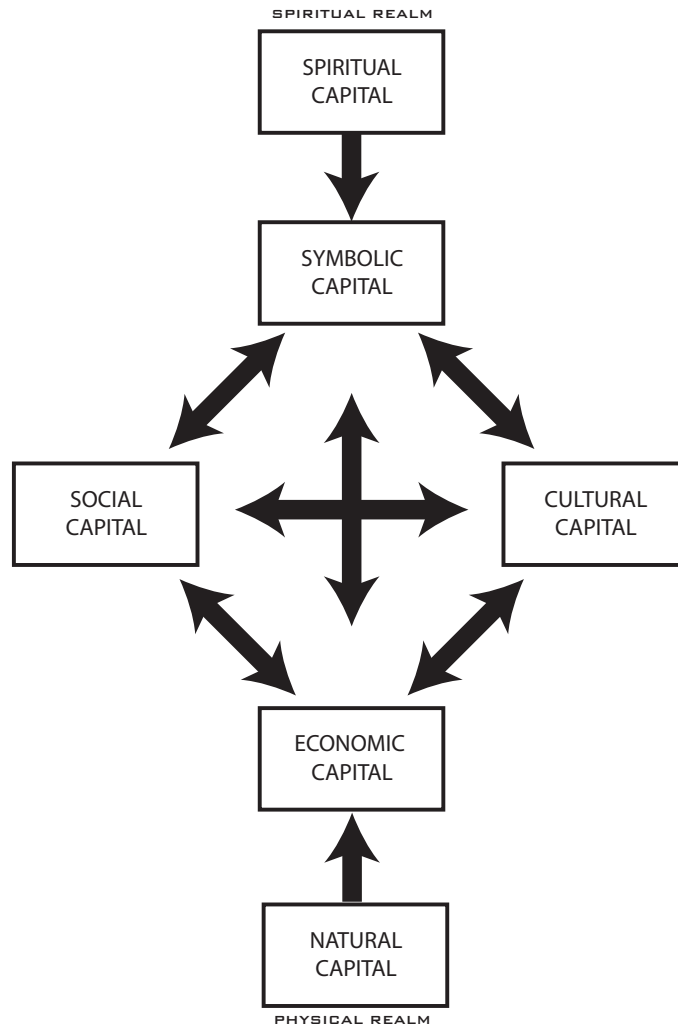 SPIRITUAL REALM
SPIRITUAL
CAPITAL
SYMBOLIC
CAPITAL
SOCIAL
CAPITAL
CULTURAL
CAPITAL
ECONOMIC
CAPITAL
NATURAL
CAPITAL
PHYSICAL REALM